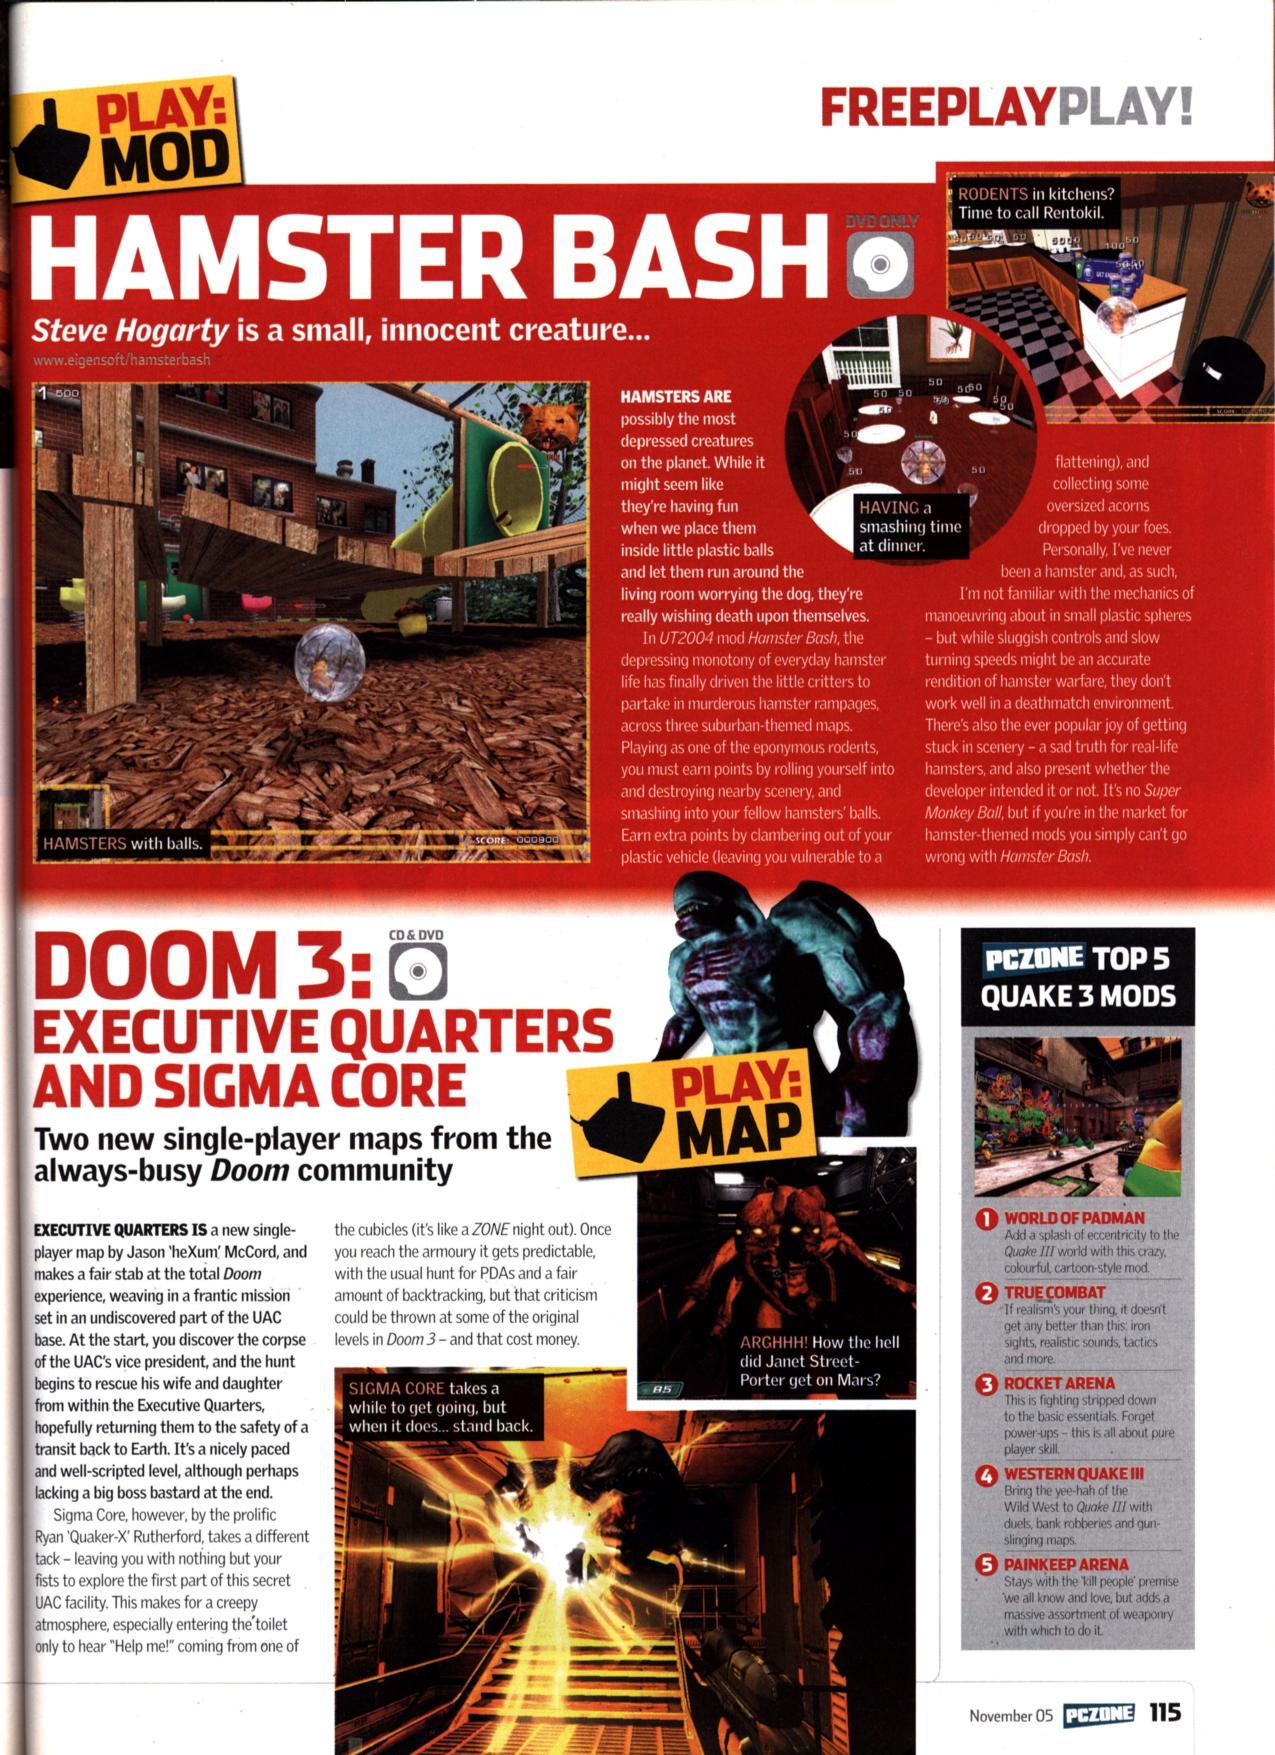 PLAY:
MOD
FREEPLAYPLAY!
HAMSTER BASH
DVD ONLY
Steve Hogarty is a small, innocent creature...
www.eigensoft/hamsterbash
RODENTS in kitchens?
Time to call Rentokil.
1 500
HAMSTERS with balls.
SCORE: 000900
HAMSTERS ARE
possibly the most
depressed creatures
on the planet. While it
might seem like
they're having fun
when we place them
inside little plastic balls
and let them run around the
living room worrying the dog, they're
really wishing death upon themselves.
In UT2004 mod Hamster Bash, the
depressing monotony of everyday hamster
life has finally driven the little critters to
partake in murderous hamster rampages,
across three suburban-themed maps.
Playing as one of the eponymous rodents,
you must earn points by rolling yourself into
and destroying nearby scenery, and
smashing into your fellow hamsters' balls.
Earn extra points by clambering out of your
plastic vehicle (leaving you vulnerable to a
HAVING a
smashing time
at dinner.
flattening), and
collecting some
oversized acorns
dropped by your foes.
Personally, I've never
been a hamster and, as such,
I'm not familiar with the mechanics of
manoeuvring about in small plastic spheres
– but while sluggish controls and slow
turning speeds might be an accurate
rendition of hamster warfare, they don't
work well in a deathmatch environment.
There's also the ever popular joy of getting
stuck in scenery – a sad truth for real-life
hamsters, and also present whether the
developer intended it or not. It's no Super
Monkey Ball, but if you're in the market for
hamster-themed mods you simply can't go
wrong with Hamster Bash.
DOOM 3:
CD & DVD
EXECUTIVE QUARTERS
AND SIGMA CORE
Two new single-player maps from the
always-busy Doom community
PLAY:
MAP
EXECUTIVE QUARTERS IS a new single-
player map by Jason 'heXum' McCord, and
makes a fair stab at the total Doom
experience, weaving in a frantic mission
set in an undiscovered part of the UAC
base. At the start, you discover the corpse
of the UAC's vice president, and the hunt
begins to rescue his wife and daughter
from within the Executive Quarters,
hopefully returning them to the safety of a
transit back to Earth. It's a nicely paced
and well-scripted level, although perhaps
lacking a big boss bastard at the end.
Sigma Core, however, by the prolific
Ryan 'Quaker-X' Rutherford, takes a different
tack – leaving you with nothing but your
fists to explore the first part of this secret
UAC facility. This makes for a creepy
atmosphere, especially entering the toilet
only to hear "Help me!" coming from one of
the cubicles (it's like a ZONE night out). Once
you reach the armoury it gets predictable,
with the usual hunt for PDAs and a fair
amount of backtracking, but that criticism
could be thrown at some of the original
levels in Doom 3 – and that cost money.
ARGHHH! How the hell
did Janet Street-
Porter get on Mars?
85
SIGMA CORE takes a
while to get going, but
when it does... stand back.
PCZONE TOP 5
QUAKE 3 MODS
1 WORLD OF PADMAN
Add a splash of eccentricity to the
Quake III world with this crazy,
colourful, cartoon-style mod.
2 TRUE COMBAT
If realism's your thing, it doesn't
get any better than this: iron
sights, realistic sounds, tactics
and more.
3 ROCKET ARENA
This is fighting stripped down
to the basic essentials. Forget
power-ups – this is all about pure
player skill.
4 WESTERN QUAKE III
Bring the yee-hah of the
Wild West to Quake III with
duels, bank robberies and gun-
slinging maps.
5 PAINKEEP ARENA
Stays with the 'kill people' premise
we all know and love, but adds a
massive assortment of weaponry
with which to do it.
November 05 PCZONE 115